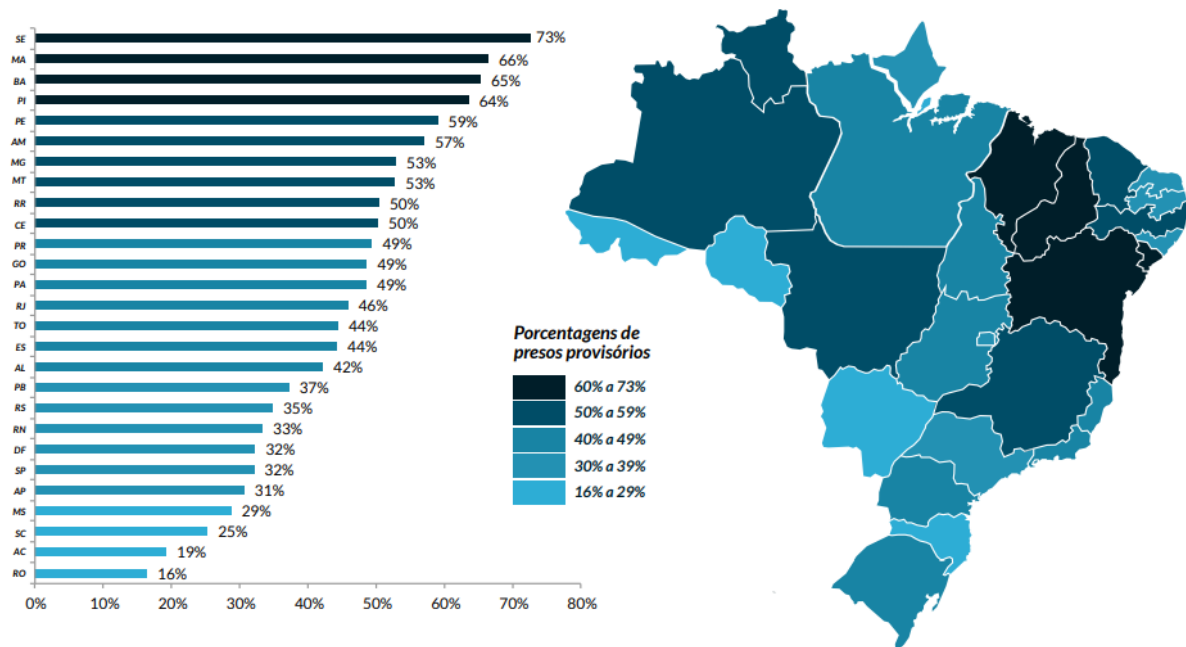 SE 73%
MA 66%
BA 65%
PI 64%
PE 59%
AM 57%
MG 53%
MT 53%
RR 50%
CE 50%
PR 49%
GO 49%
PA 49%
RJ 46%
TO 44%
ES 44%
AL 42%
PB 37%
RS 35%
RN 33%
DF 32%
SP 32%
AP 31%
MS 29%
SC 25%
AC 19%
RO 16%
0% 10% 20% 30% 40% 50% 60% 70% 80%
Porcentagens de
presos provisórios
60% a 73%
50% a 59%
40% a 49%
30% a 39%
16% a 29%